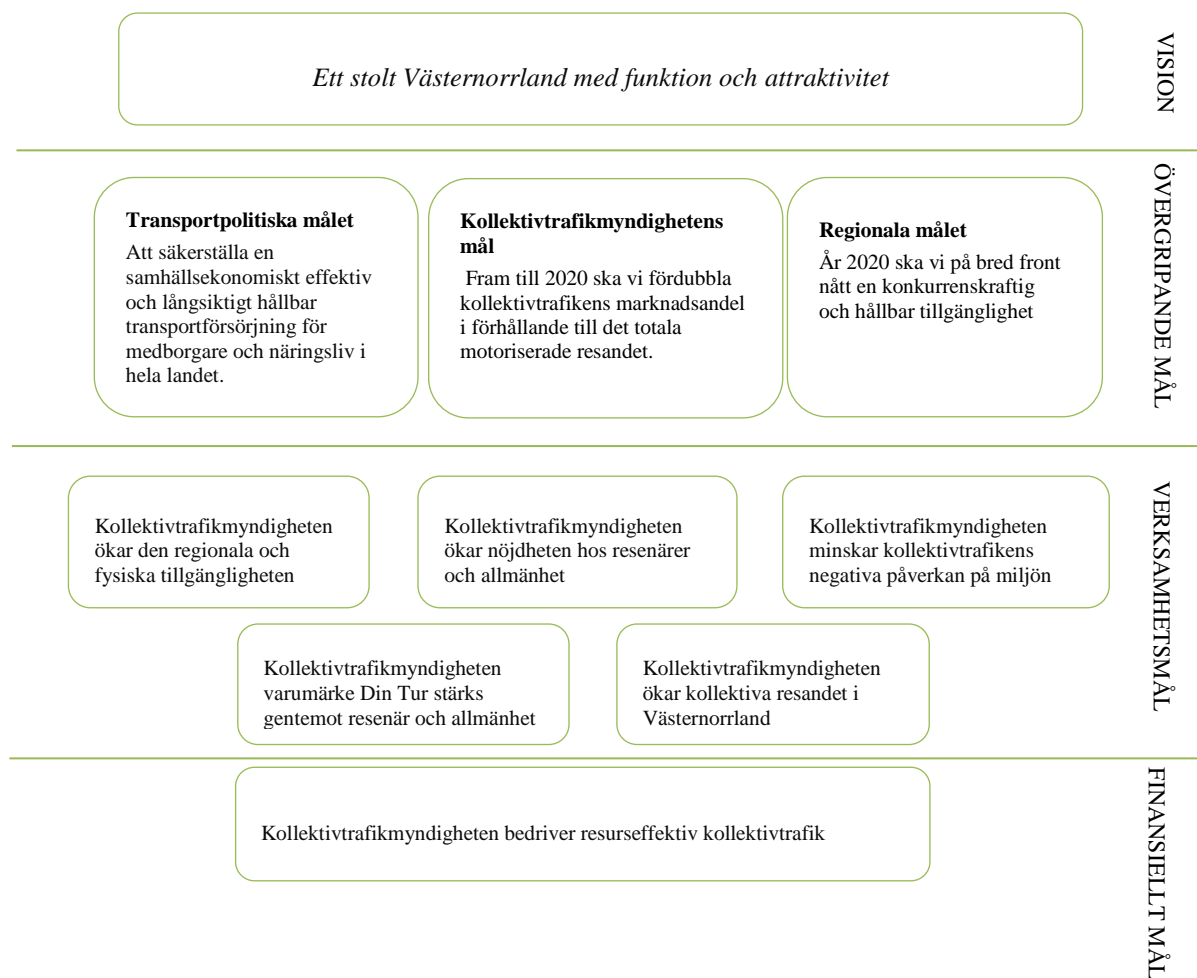 Ett stolt Västernorrland med funktion och attraktivitet
VISION
Transportpolitiska målet
Att säkerställa en
samhällsekonomiskt effektiv
och långsiktigt hållbar
transportförsörjning för
medborgare och näringsliv i
hela landet.
Kollektivtrafikmyndighetens
mål
Fram till 2020 ska vi fördubbla
kollektivtrafikens marknadsandel
i förhållande till det totala
motoriserade resandet.
Regionala målet
År 2020 ska vi på bred front
nått en konkurrenskraftig
och hållbar tillgänglighet
ÖVERGRIPANDE MÅL
Kollektivtrafikmyndigheten
ökar den regionala och
fysiska tillgängligheten
Kollektivtrafikmyndigheten
ökar nöjdheten hos resenärer
och allmänhet
Kollektivtrafikmyndigheten
minskar kollektivtrafikens
negativa påverkan på miljön
Kollektivtrafikmyndigheten
varumärke Din Tur stärks
gentemot resenär och allmänhet
Kollektivtrafikmyndigheten
ökar kollektiva resandet i
Västernorrland
VERKSAMHETSMÅL
Kollektivtrafikmyndigheten bedriver resurseffektiv kollektivtrafik
FINANSIELLT MÅL